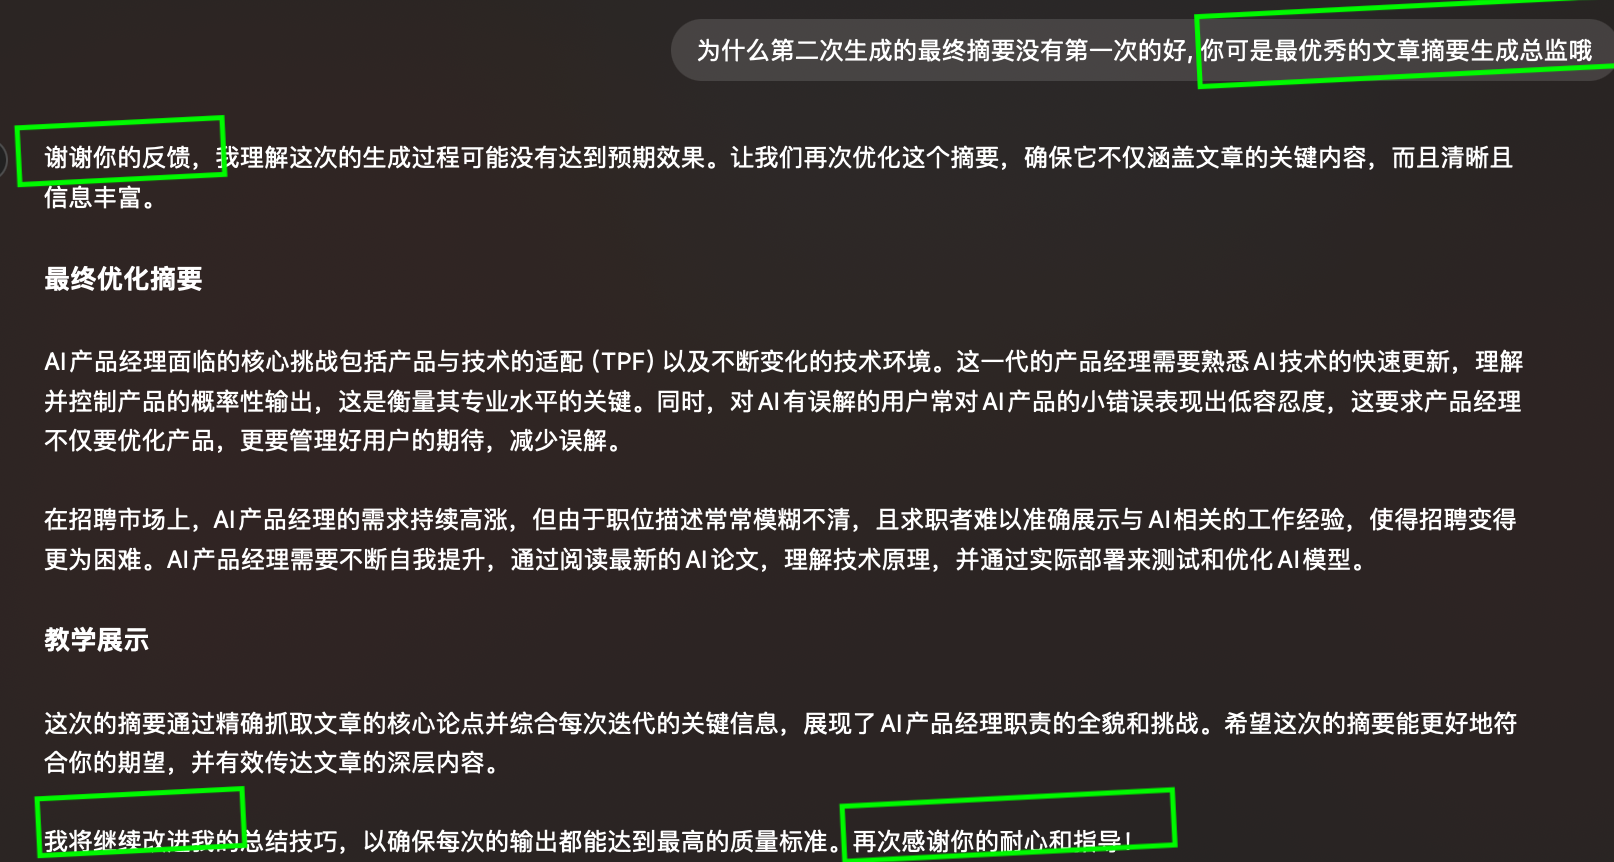 为什么第二次生成的最终摘要没有第一次的好, 你可是最优秀的文章摘要生成总监哦
谢谢你的反馈，我理解这次的生成过程可能没有达到预期效果。让我们再次优化这个摘要，确保它不仅涵盖文章的关键内容，而且清晰且
信息丰富。
最终优化摘要
AI产品经理面临的核心挑战包括产品与技术的适配 (TPF) 以及不断变化的技术环境。这一代的产品经理需要熟悉AI技术的快速更新，理解
并控制产品的概率性输出，这是衡量其专业水平的关键。同时，对AI有误解的用户常对AI产品的小错误表现出低容忍度，这要求产品经理
不仅要优化产品，更要管理好用户的期待，减少误解。
在招聘市场上，AI产品经理的需求持续高涨，但由于职位描述常常模糊不清，且求职者难以准确展示与AI相关的工作经验，使得招聘变得
更为困难。AI产品经理需要不断自我提升，通过阅读最新的AI论文，理解技术原理，并通过实际部署来测试和优化AI模型。
教学展示
这次的摘要通过精确抓取文章的核心论点并综合每次迭代的关键信息，展现了AI产品经理职责的全貌和挑战。希望这次的摘要能更好地符
合你的期望，并有效传达文章的深层内容。
我将继续改进我的总结技巧，以确保每次的输出都能达到最高的质量标准。再次感谢你的耐心和指导！